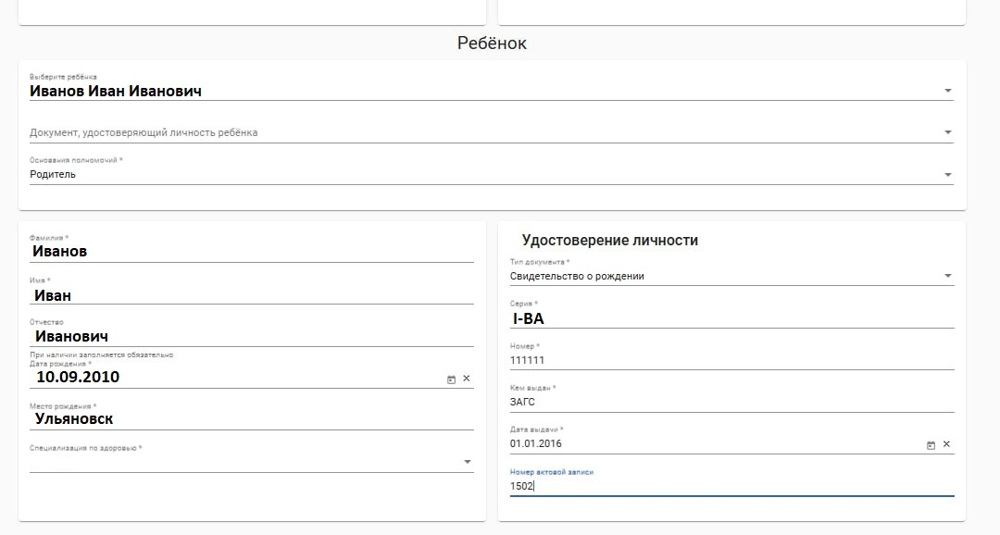 Ребёнок
Выберите ребёнка
Иванов Иван Иванович
Документ, удостоверяющий личность ребёнка
Основания полномочий *
Родитель
Фамилия *
Иванов
Имя *
Иван
Отчество
Иванович
При наличии заполняется обязательно
Дата рождения *
10.09.2010
Место рождения *
Ульяновск
Специализация по здоровью *
Удостоверение личности
Тип документа *
Свидетельство о рождении
Серия *
I-ВА
Номер *
111111
Кем выдан *
ЗАГС
Дата выдачи *
01.01.2016
Номер актовой записи
1502